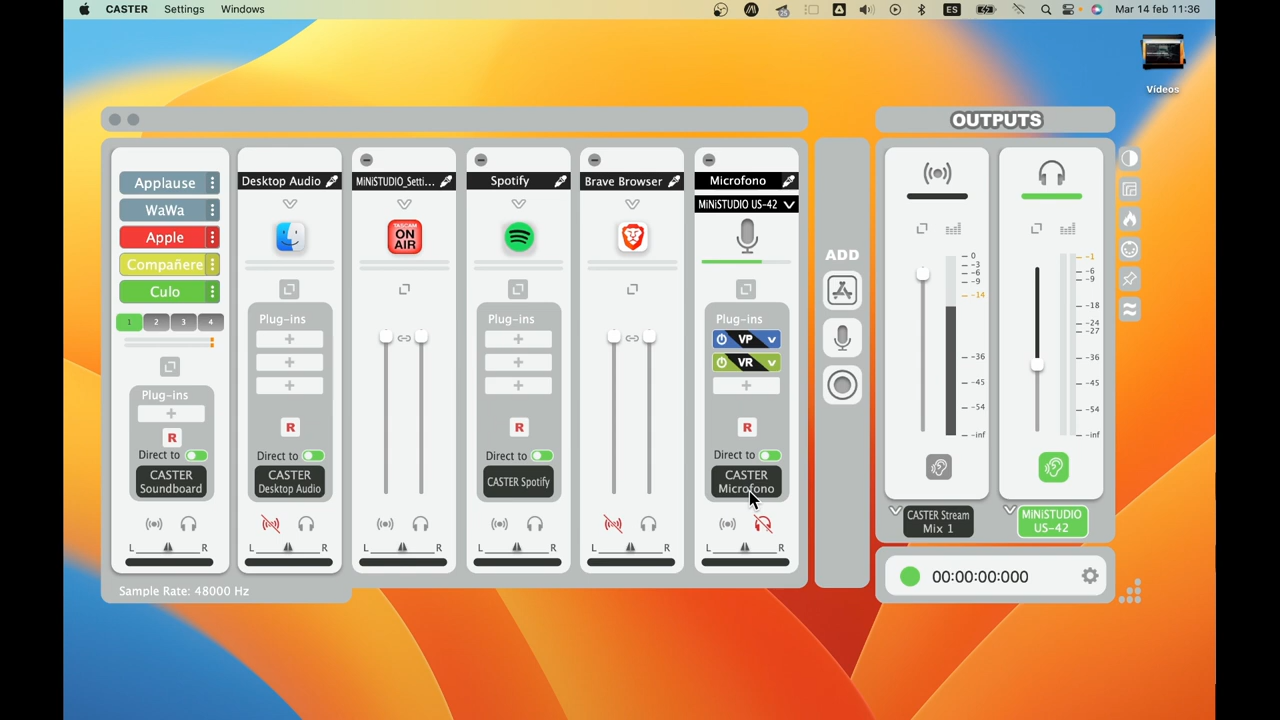 CASTER Settings Windows
ES
Mar 14 feb 11:36
Vídeos
OUTPUTS
Applause
WaWa
Apple
Compañere
Culo
1 2 3 4
Plug-ins
+
R
Direct to
CASTER
Soundboard
Desktop Audio
Plug-ins
+
+
+
R
Direct to
CASTER
Desktop Audio
L R
MiNiSTUDIO_Setti...
TASCAM
ON
AIR
L R
Spotify
Plug-ins
+
+
+
R
Direct to
CASTER Spotify
L R
Brave Browser
L R
Microfono
MiNiSTUDIO US-42
Plug-ins
VP
VR
+
R
Direct to
CASTER
Microfono
L R
Sample Rate: 48000 Hz
ADD
0
-3
-6
-9
-14
-36
-45
-54
-inf
CASTER Stream
Mix 1
-1
-6
-9
-18
-24
-27
-36
-45
-54
-inf
MiNiSTUDIO
US-42
00:00:00:000